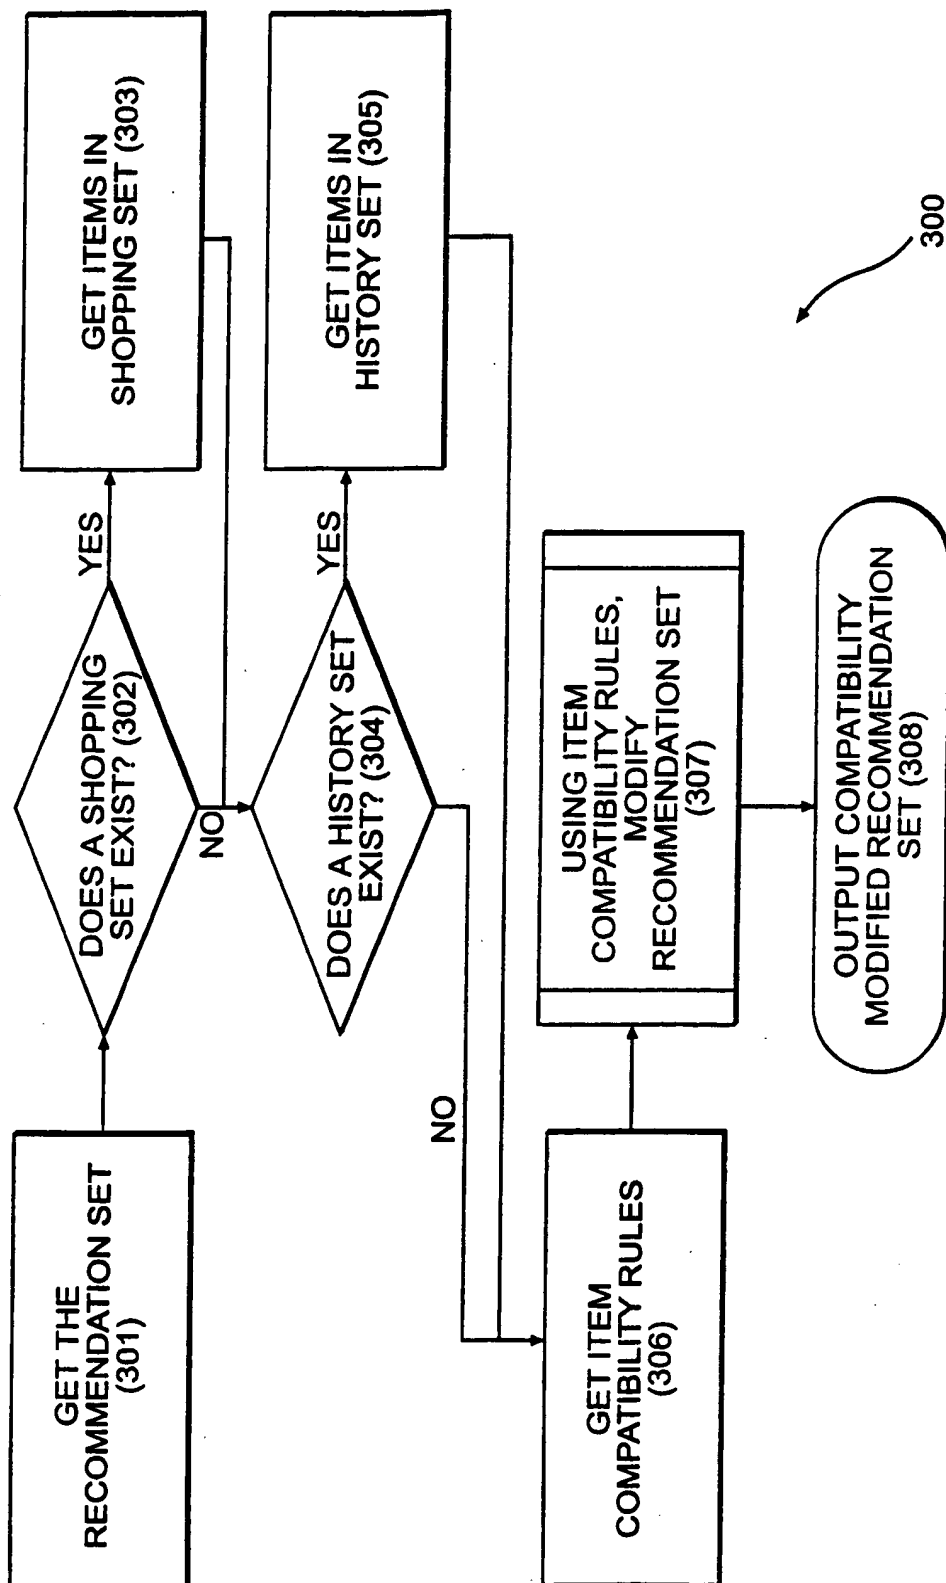 GET THE
RECOMMENDATION SET
(301)
DOES A SHOPPING
SET EXIST? (302)
YES
GET ITEMS IN
SHOPPING SET (303)
NO
DOES A HISTORY SET
EXIST? (304)
YES
GET ITEMS IN
HISTORY SET (305)
NO
GET ITEM
COMPATIBILITY RULES
(306)
USING ITEM
COMPATIBILITY RULES,
MODIFY
RECOMMENDATION SET
(307)
OUTPUT COMPATIBILITY
MODIFIED RECOMMENDATION
SET (308)
300